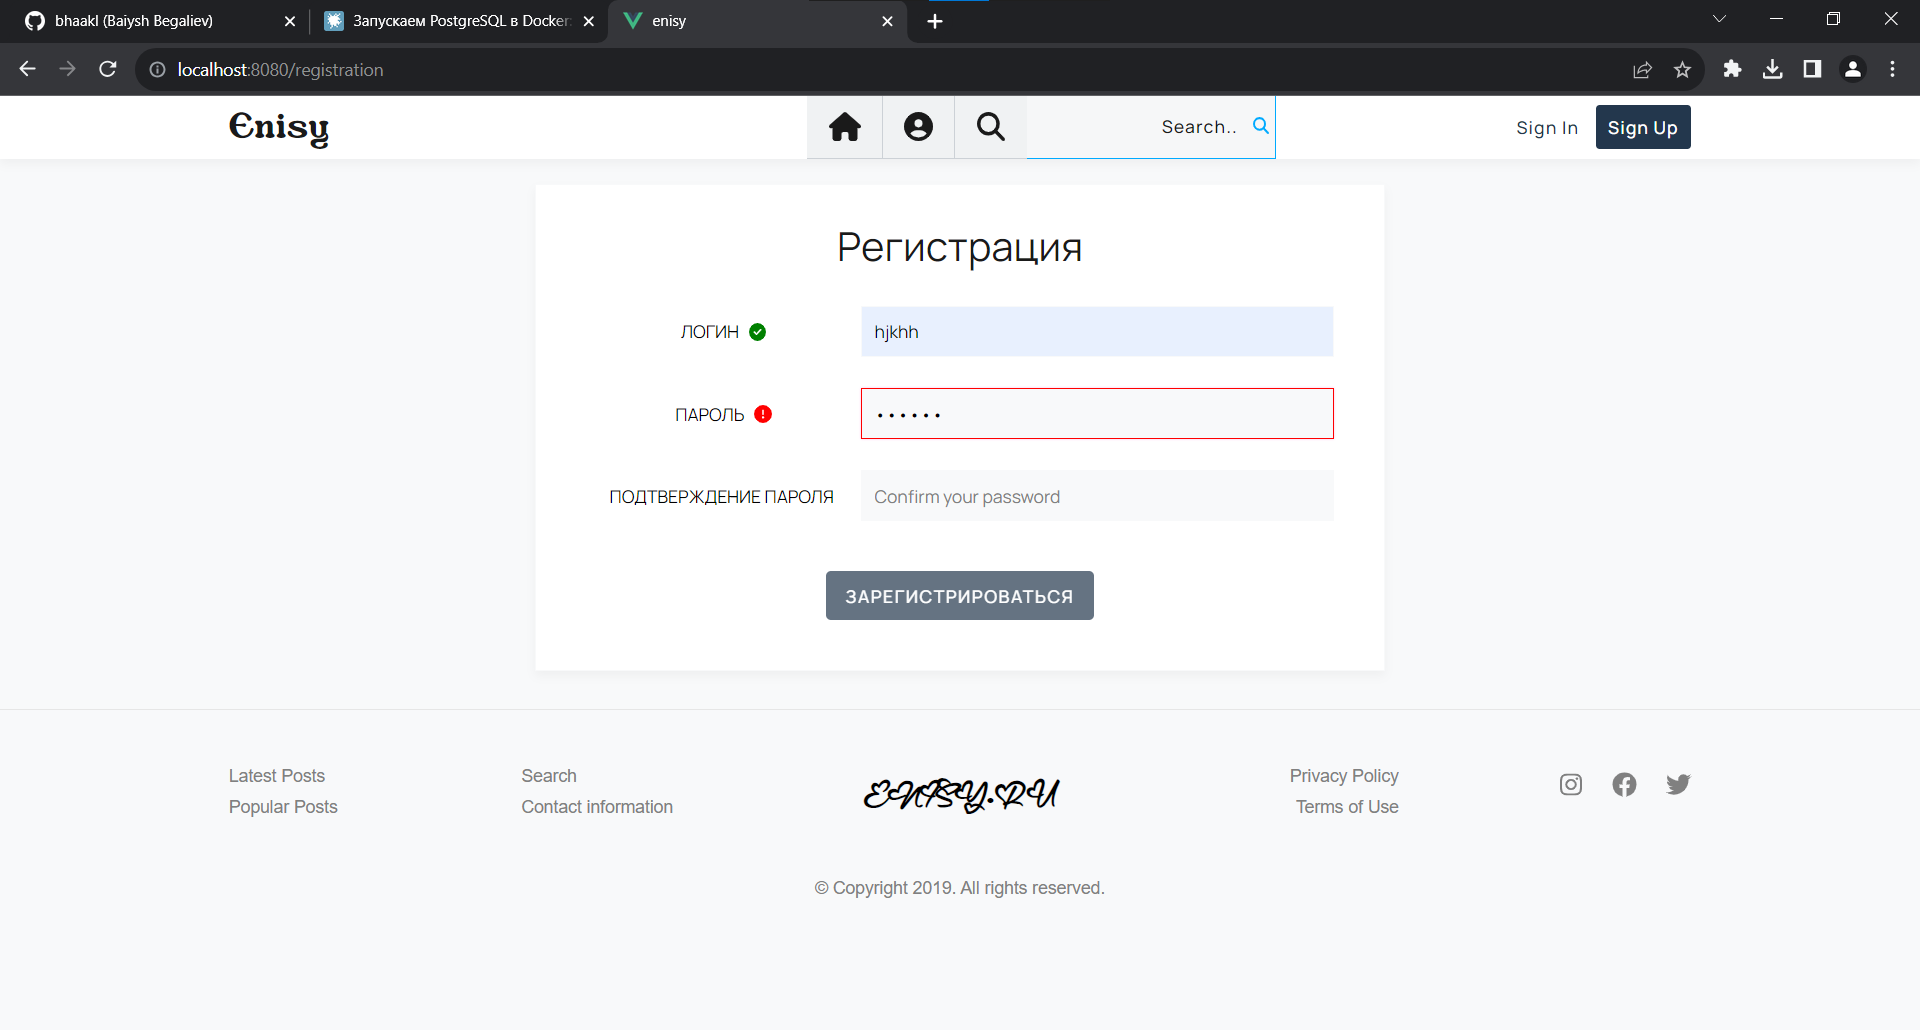 bhaakl (Baiysh Begaliev)
Запускаем PostgreSQL в Docker:
enisy
localhost:8080/registration
Enisy
Search..
Sign In
Sign Up
Регистрация
ЛОГИН
hjkhh
ПАРОЛЬ
••••••
ПОДТВЕРЖДЕНИЕ ПАРОЛЯ
Confirm your password
ЗАРЕГИСТРИРОВАТЬСЯ
Latest Posts
Popular Posts
Search
Contact information
ENISY.RU
Privacy Policy
Terms of Use
© Copyright 2019. All rights reserved.